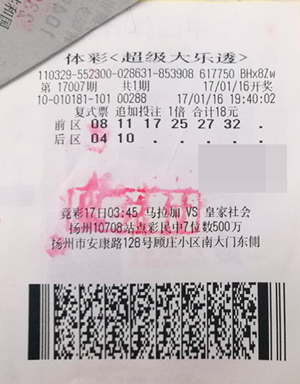 体彩<超级大乐透>
110329-552300-028631-853908 617750 BHx8Zw
第 17007期 共1期 17/01/16开奖
10-010181-101 00288 17/01/16 19:40:02
复式票 追加投注 1倍 合计18元
前区 08 11 17 25 27 32 .
后区 04 10 . . . . .
竞彩17日03:45 马拉加 VS 皇家社会
扬州10708站点彩民中7位数500万
扬州市安康路128号顾庄小区南大门东侧